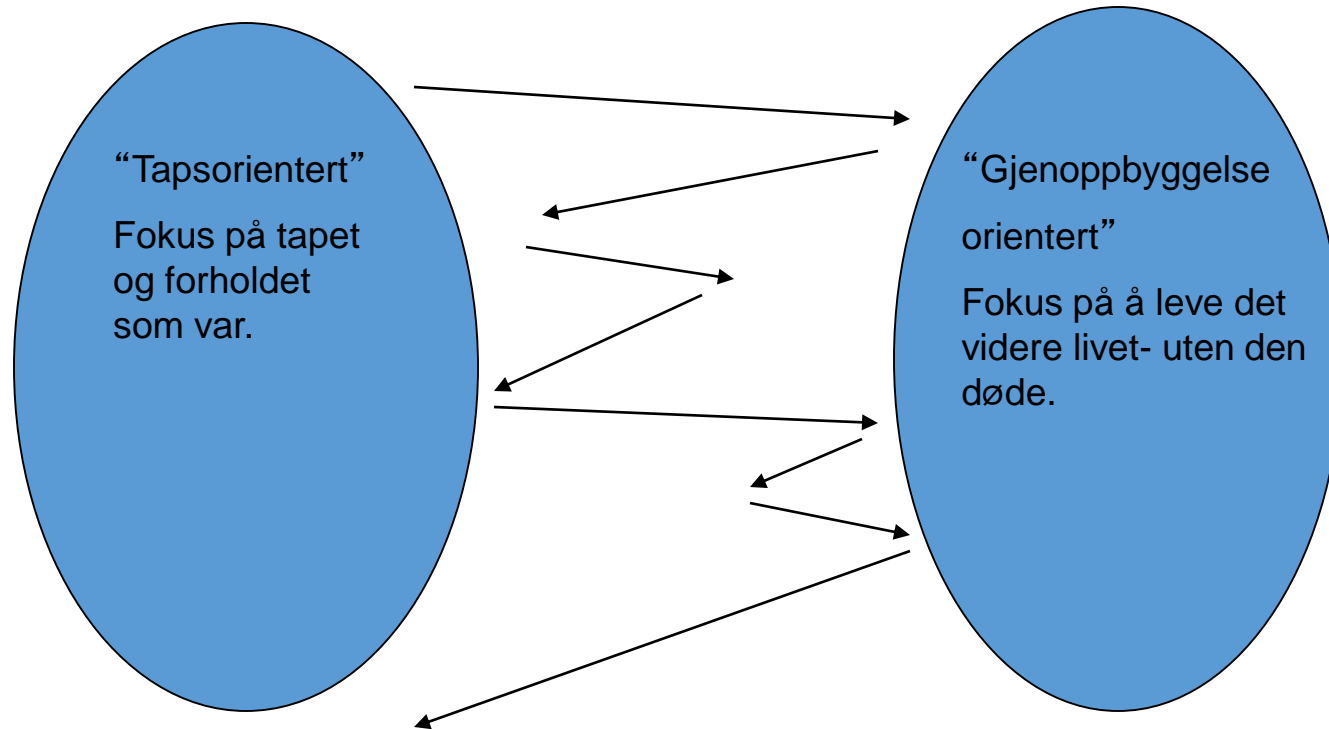 “Tapsorientert”
Fokus på tapet
og forholdet
som var.
“Gjenoppbyggelse
orientert”
Fokus på å leve det
videre livet- uten den
døde.